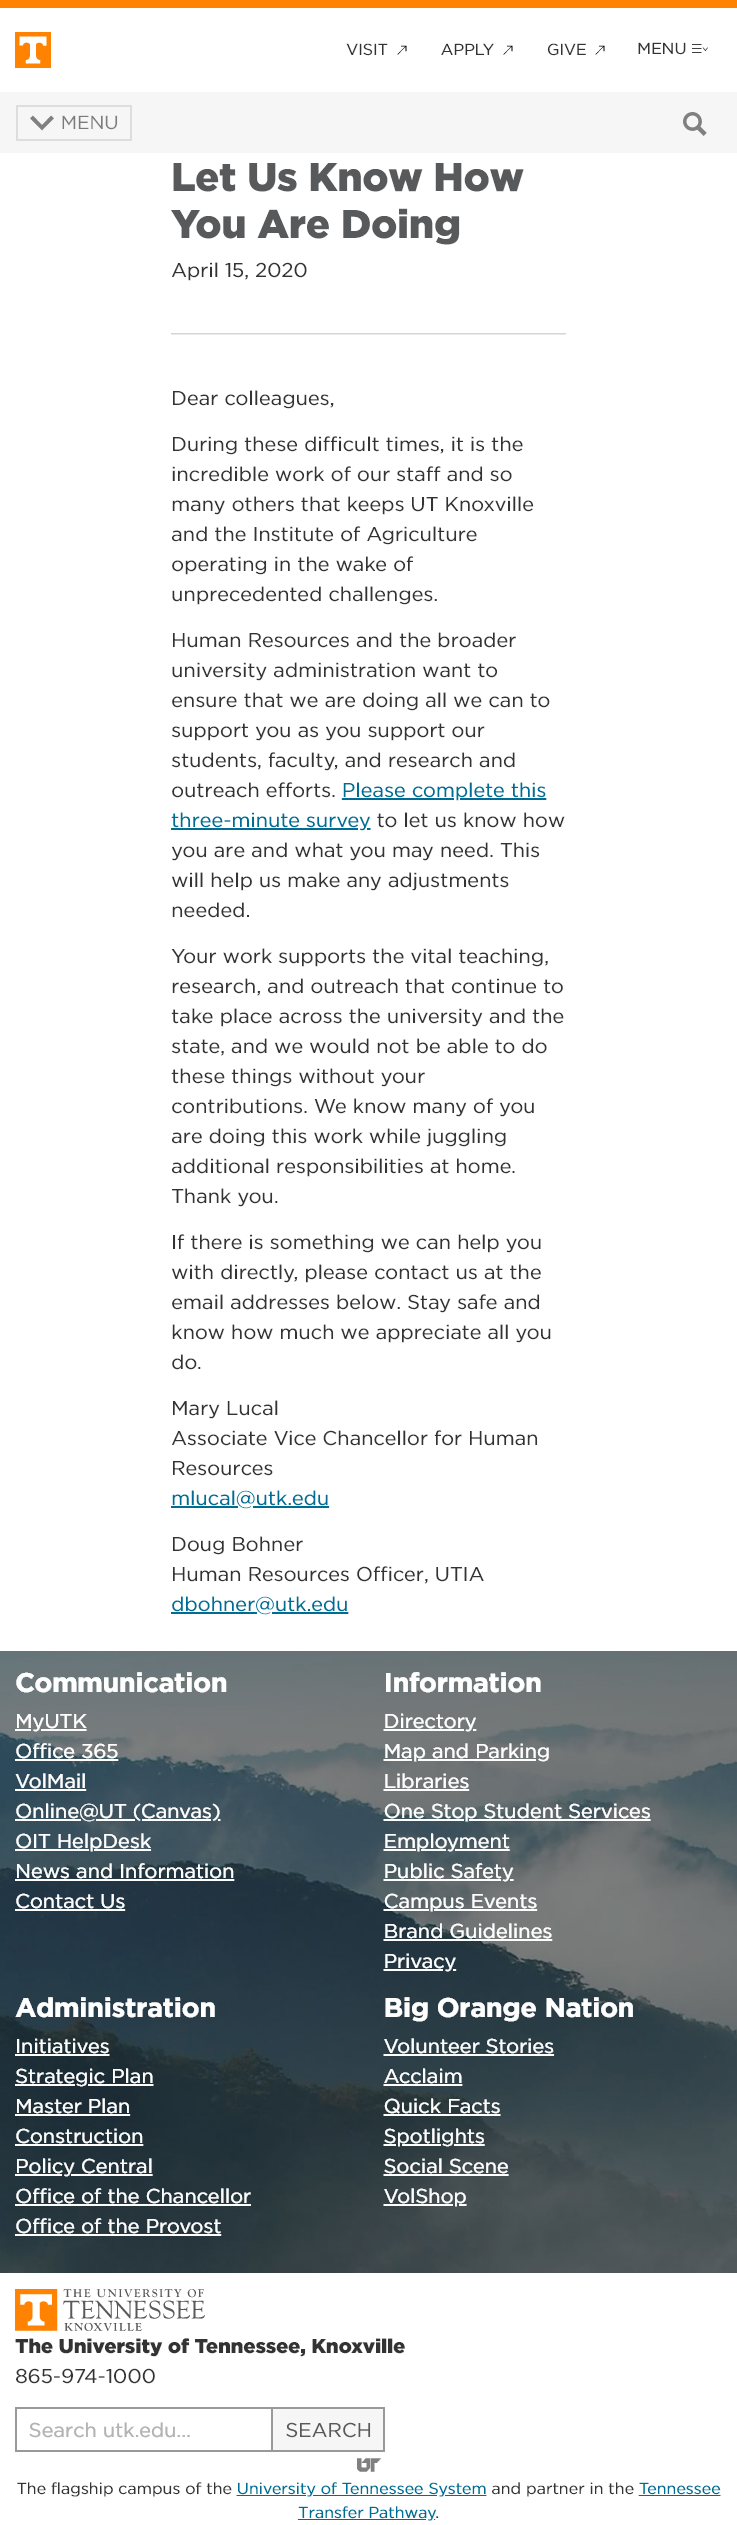 T
VISIT
APPLY
GIVE
MENU
MENU
Let Us Know How
You Are Doing
April 15, 2020
Dear colleagues,
During these difficult times, it is the
incredible work of our staff and so
many others that keeps UT Knoxville
and the Institute of Agriculture
operating in the wake of
unprecedented challenges.
Human Resources and the broader
university administration want to
ensure that we are doing all we can to
support you as you support our
students, faculty, and research and
outreach efforts. Please complete this
three-minute survey to let us know how
you are and what you may need. This
will help us make any adjustments
needed.
Your work supports the vital teaching,
research, and outreach that continue to
take place across the university and the
state, and we would not be able to do
these things without your
contributions. We know many of you
are doing this work while juggling
additional responsibilities at home.
Thank you.
If there is something we can help you
with directly, please contact us at the
email addresses below. Stay safe and
know how much we appreciate all you
do.
Mary Lucal
Associate Vice Chancellor for Human
Resources
mlucal@utk.edu
Doug Bohner
Human Resources Officer, UTIA
dbohner@utk.edu
Communication
MyUTK
Office 365
VolMail
Online@UT (Canvas)
OIT HelpDesk
News and Information
Contact Us
Information
Directory
Map and Parking
Libraries
One Stop Student Services
Employment
Public Safety
Campus Events
Brand Guidelines
Privacy
Administration
Initiatives
Strategic Plan
Master Plan
Construction
Policy Central
Office of the Chancellor
Office of the Provost
Big Orange Nation
Volunteer Stories
Acclaim
Quick Facts
Spotlights
Social Scene
VolShop
T
THE UNIVERSITY OF
TENNESSEE
KNOXVILLE
The University of Tennessee, Knoxville
865-974-1000
Search utk.edu...
SEARCH
UT
The flagship campus of the University of Tennessee System and partner in the Tennessee
Transfer Pathway.